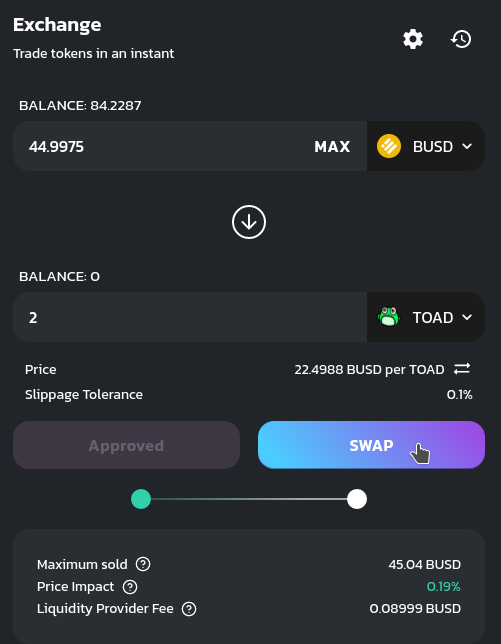 Exchange
Trade tokens in an instant
BALANCE: 84.2287
44.9975 MAX BUSD
BALANCE: 0
2 TOAD
Price 22.4988 BUSD per TOAD
Slippage Tolerance 0.1%
Approved SWAP
Maximum sold ? 45.04 BUSD
Price Impact ? 0.19%
Liquidity Provider Fee ? 0.08999 BUSD